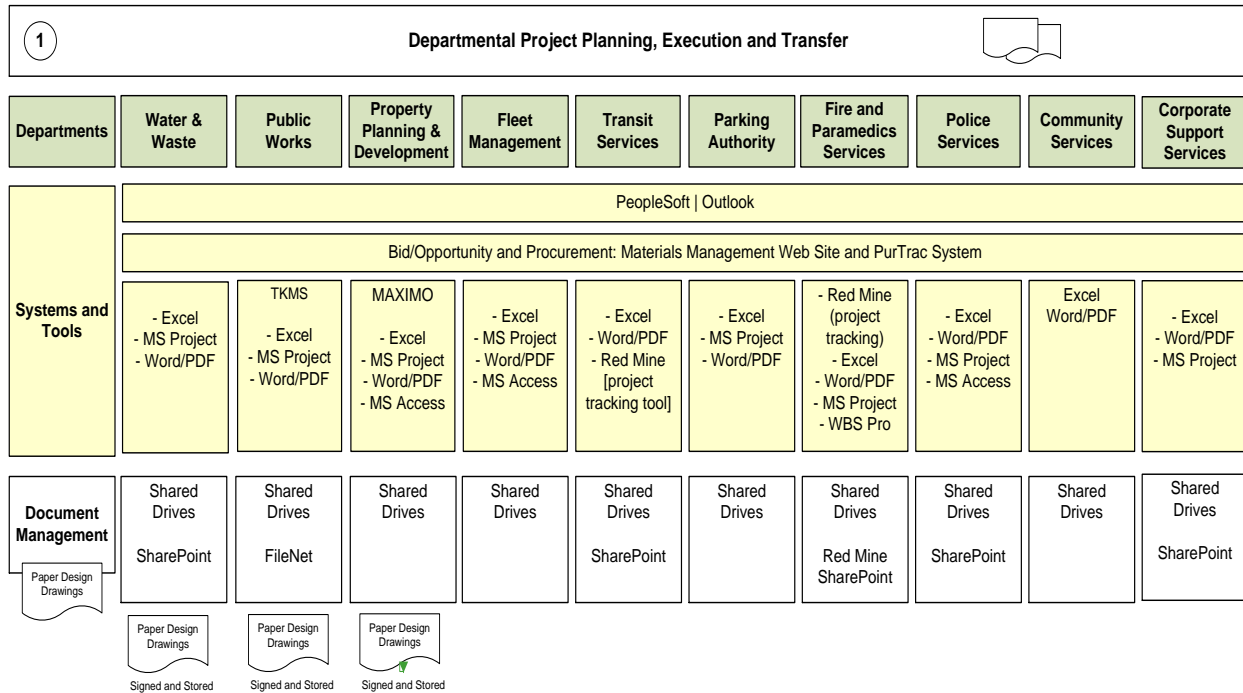 1
Departmental Project Planning, Execution and Transfer
Departments
Water &
Waste
Public
Works
Property
Planning &
Development
Fleet
Management
Transit
Services
Parking
Authority
Fire and
Paramedics
Services
Police
Services
Community
Services
Corporate
Support
Services
Systems and
Tools
PeopleSoft | Outlook
Bid/Opportunity and Procurement: Materials Management Web Site and PurTrac System
- Excel
- MS Project
- Word/PDF
TKMS
- Excel
- MS Project
- Word/PDF
MAXIMO
- Excel
- MS Project
- Word/PDF
- MS Access
- Excel
- MS Project
- Word/PDF
- MS Access
- Excel
- Word/PDF
- Red Mine
[project
tracking tool]
- Excel
- MS Project
- Word/PDF
- Red Mine
(project
tracking)
- Excel
- Word/PDF
- MS Project
- WBS Pro
- Excel
- Word/PDF
- MS Project
- MS Access
Excel
Word/PDF
- Excel
- Word/PDF
- MS Project
Document
Management
Paper Design
Drawings
Shared
Drives
SharePoint
Shared
Drives
FileNet
Shared
Drives
Shared
Drives
Shared
Drives
SharePoint
Shared
Drives
Shared
Drives
Red Mine
SharePoint
Shared
Drives
SharePoint
Shared
Drives
Shared
Drives
SharePoint
Paper Design
Drawings
Signed and Stored
Paper Design
Drawings
Signed and Stored
Paper Design
Drawings
Signed and Stored